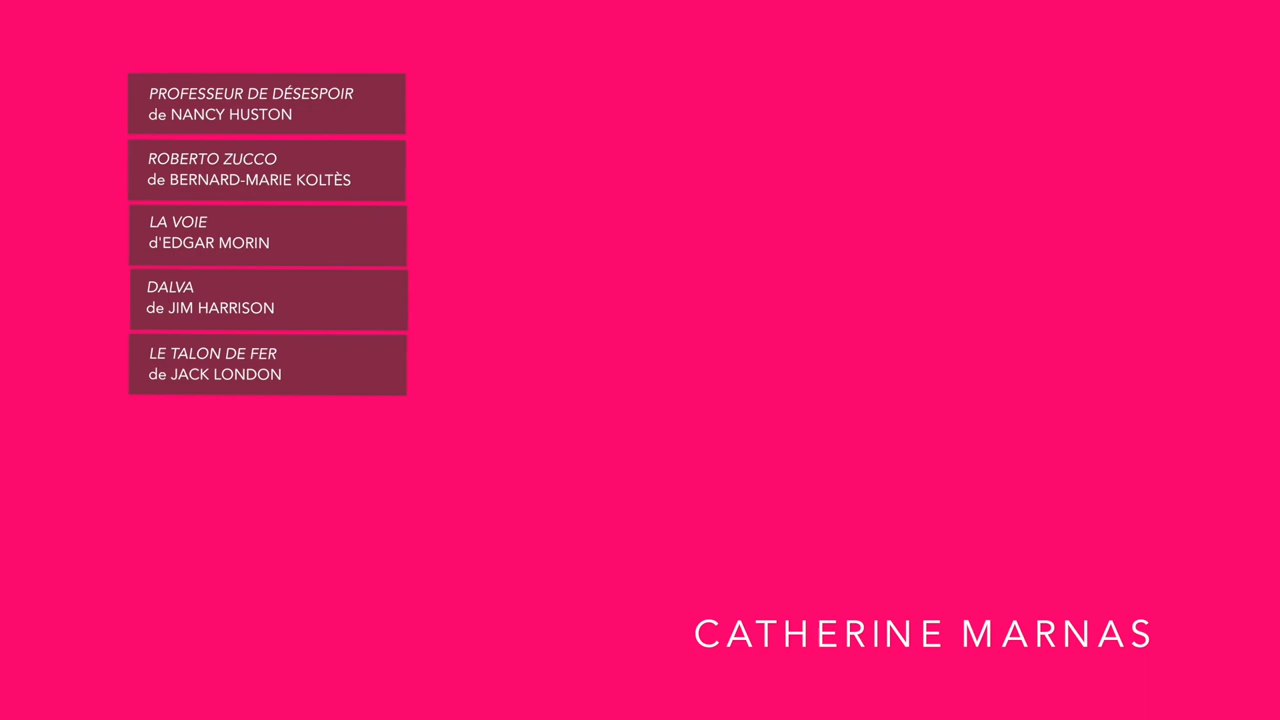 PROFESSEUR DE DÉSESPOIR
de NANCY HUSTON
ROBERTO ZUCCO
de BERNARD-MARIE KOLTÈS
LA VOIE
d'EDGAR MORIN
DALVA
de JIM HARRISON
LE TALON DE FER
de JACK LONDON
CATHERINE MARNAS